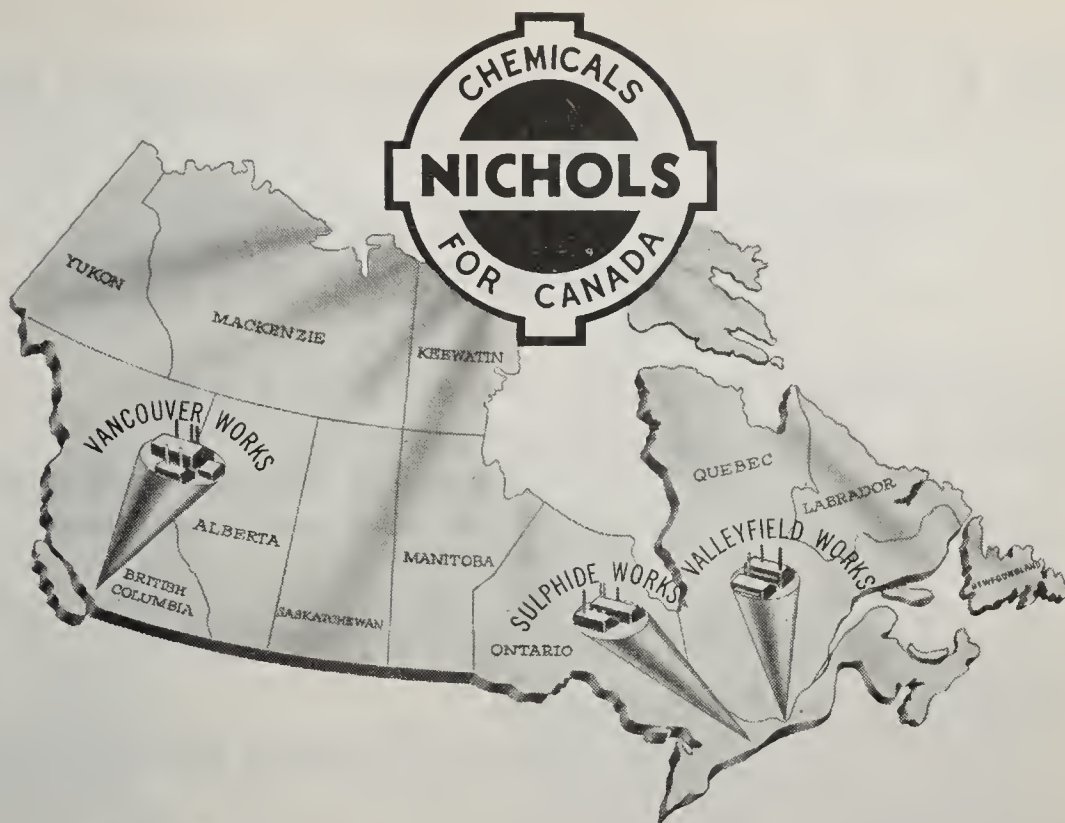 CHEMICALS
NICHOLS
FOR CANADA
YUKON
MACKENZIE
KEEWATIN
VANCOUVER WORKS
QUEBEC
LABRADOR
ALBERTA
MANITOBA
SULPHIDE WORKS
VALLEYFIELD WORKS
NEWFOUNDLAND
BRITISH
COLUMBIA
SASKATCHEWAN
ONTARIO